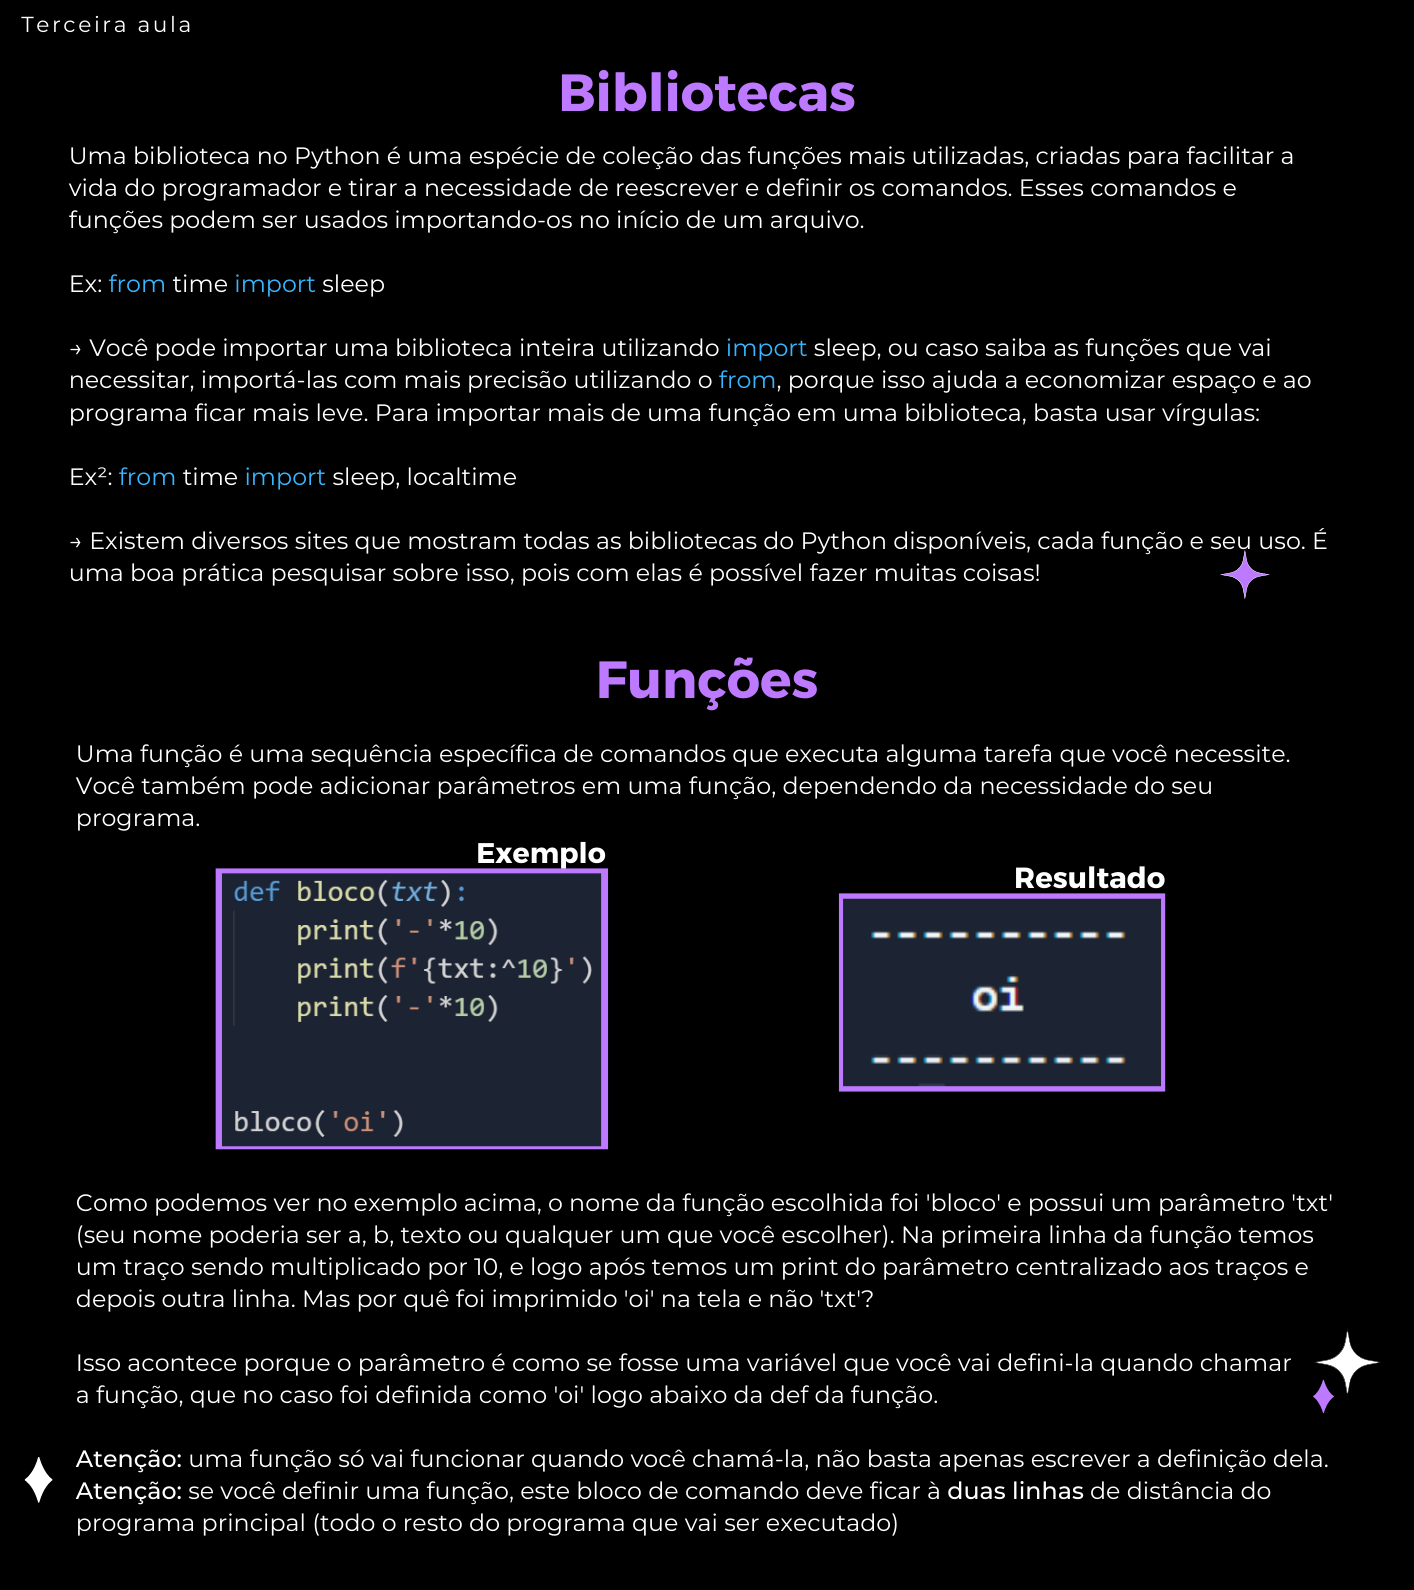 Terceira aula
Bibliotecas
Uma biblioteca no Python é uma espécie de coleção das funções mais utilizadas, criadas para facilitar a
vida do programador e tirar a necessidade de reescrever e definir os comandos. Esses comandos e
funções podem ser usados importando-os no início de um arquivo.
Ex: from time import sleep
→ Você pode importar uma biblioteca inteira utilizando import sleep, ou caso saiba as funções que vai
necessitar, importá-las com mais precisão utilizando o from, porque isso ajuda a economizar espaço e ao
programa ficar mais leve. Para importar mais de uma função em uma biblioteca, basta usar vírgulas:
Ex²: from time import sleep, localtime
→ Existem diversos sites que mostram todas as bibliotecas do Python disponíveis, cada função e seu uso. É
uma boa prática pesquisar sobre isso, pois com elas é possível fazer muitas coisas!
Funções
Uma função é uma sequência específica de comandos que executa alguma tarefa que você necessite.
Você também pode adicionar parâmetros em uma função, dependendo da necessidade do seu
programa.
Exemplo
def bloco(txt):
    print('-'*10)
    print(f'{txt:^10}')
    print('-'*10)
bloco('oi')
Resultado
----------
oi
----------
Como podemos ver no exemplo acima, o nome da função escolhida foi 'bloco' e possui um parâmetro 'txt'
(seu nome poderia ser a, b, texto ou qualquer um que você escolher). Na primeira linha da função temos
um traço sendo multiplicado por 10, e logo após temos um print do parâmetro centralizado aos traços e
depois outra linha. Mas por quê foi imprimido 'oi' na tela e não 'txt'?
Isso acontece porque o parâmetro é como se fosse uma variável que você vai defini-la quando chamar
a função, que no caso foi definida como 'oi' logo abaixo da def da função.
Atenção: uma função só vai funcionar quando você chamá-la, não basta apenas escrever a definição dela.
Atenção: se você definir uma função, este bloco de comando deve ficar à duas linhas de distância do
programa principal (todo o resto do programa que vai ser executado)